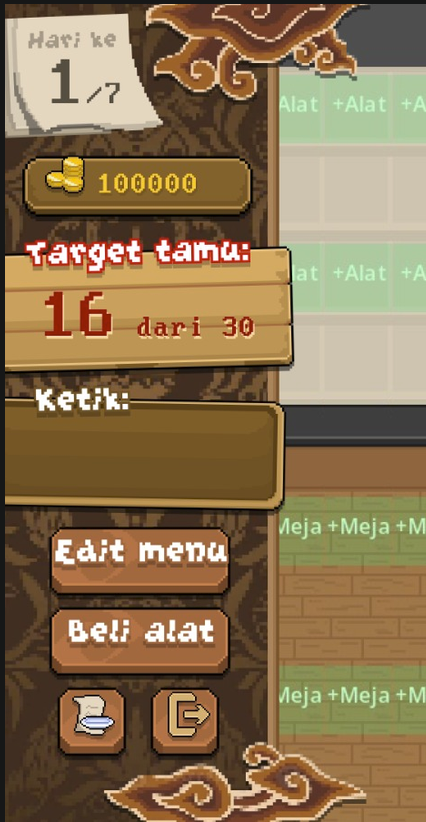 Hari ke
1/7
100000
Target tamu:
16 dari 30
Ketik:
Edit menu
Beli alat
Alat +Alat +A
lat +Alat +A
Meja +Meja +M
Meja +Meja +M